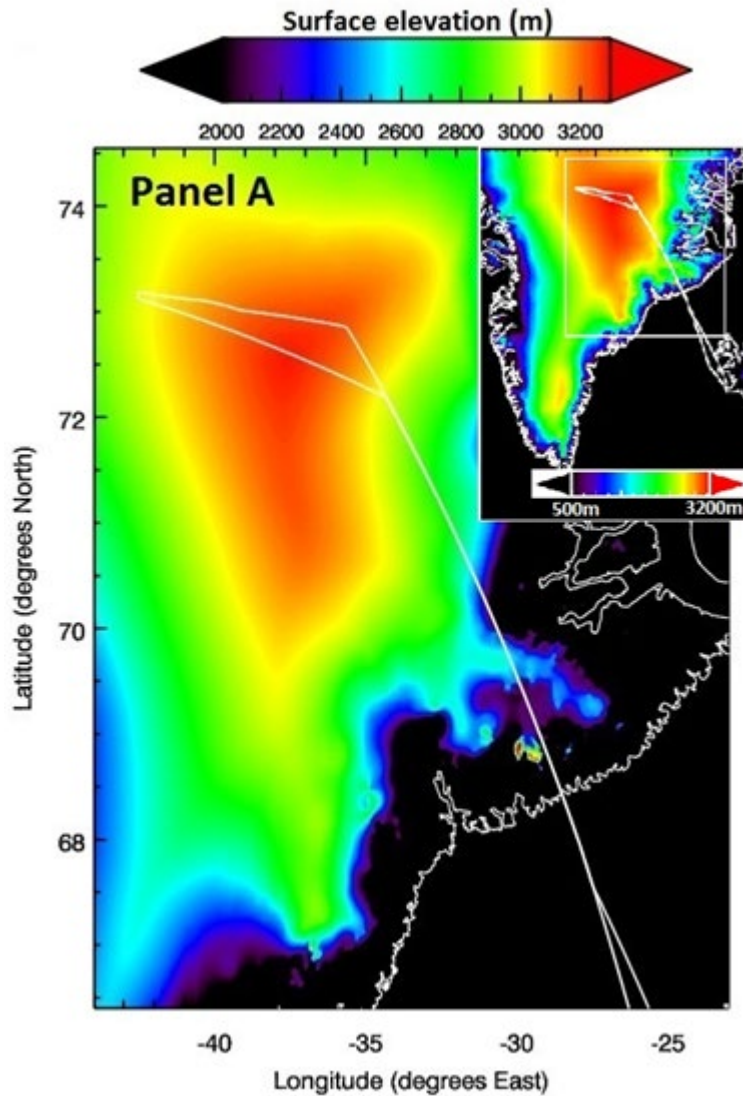 Surface elevation (m)
2000 2200 2400 2600 2800 3000 3200
Panel A
74
72
70
68
Latitude (degrees North)
500m 3200m
-40 -35 -30 -25
Longitude (degrees East)